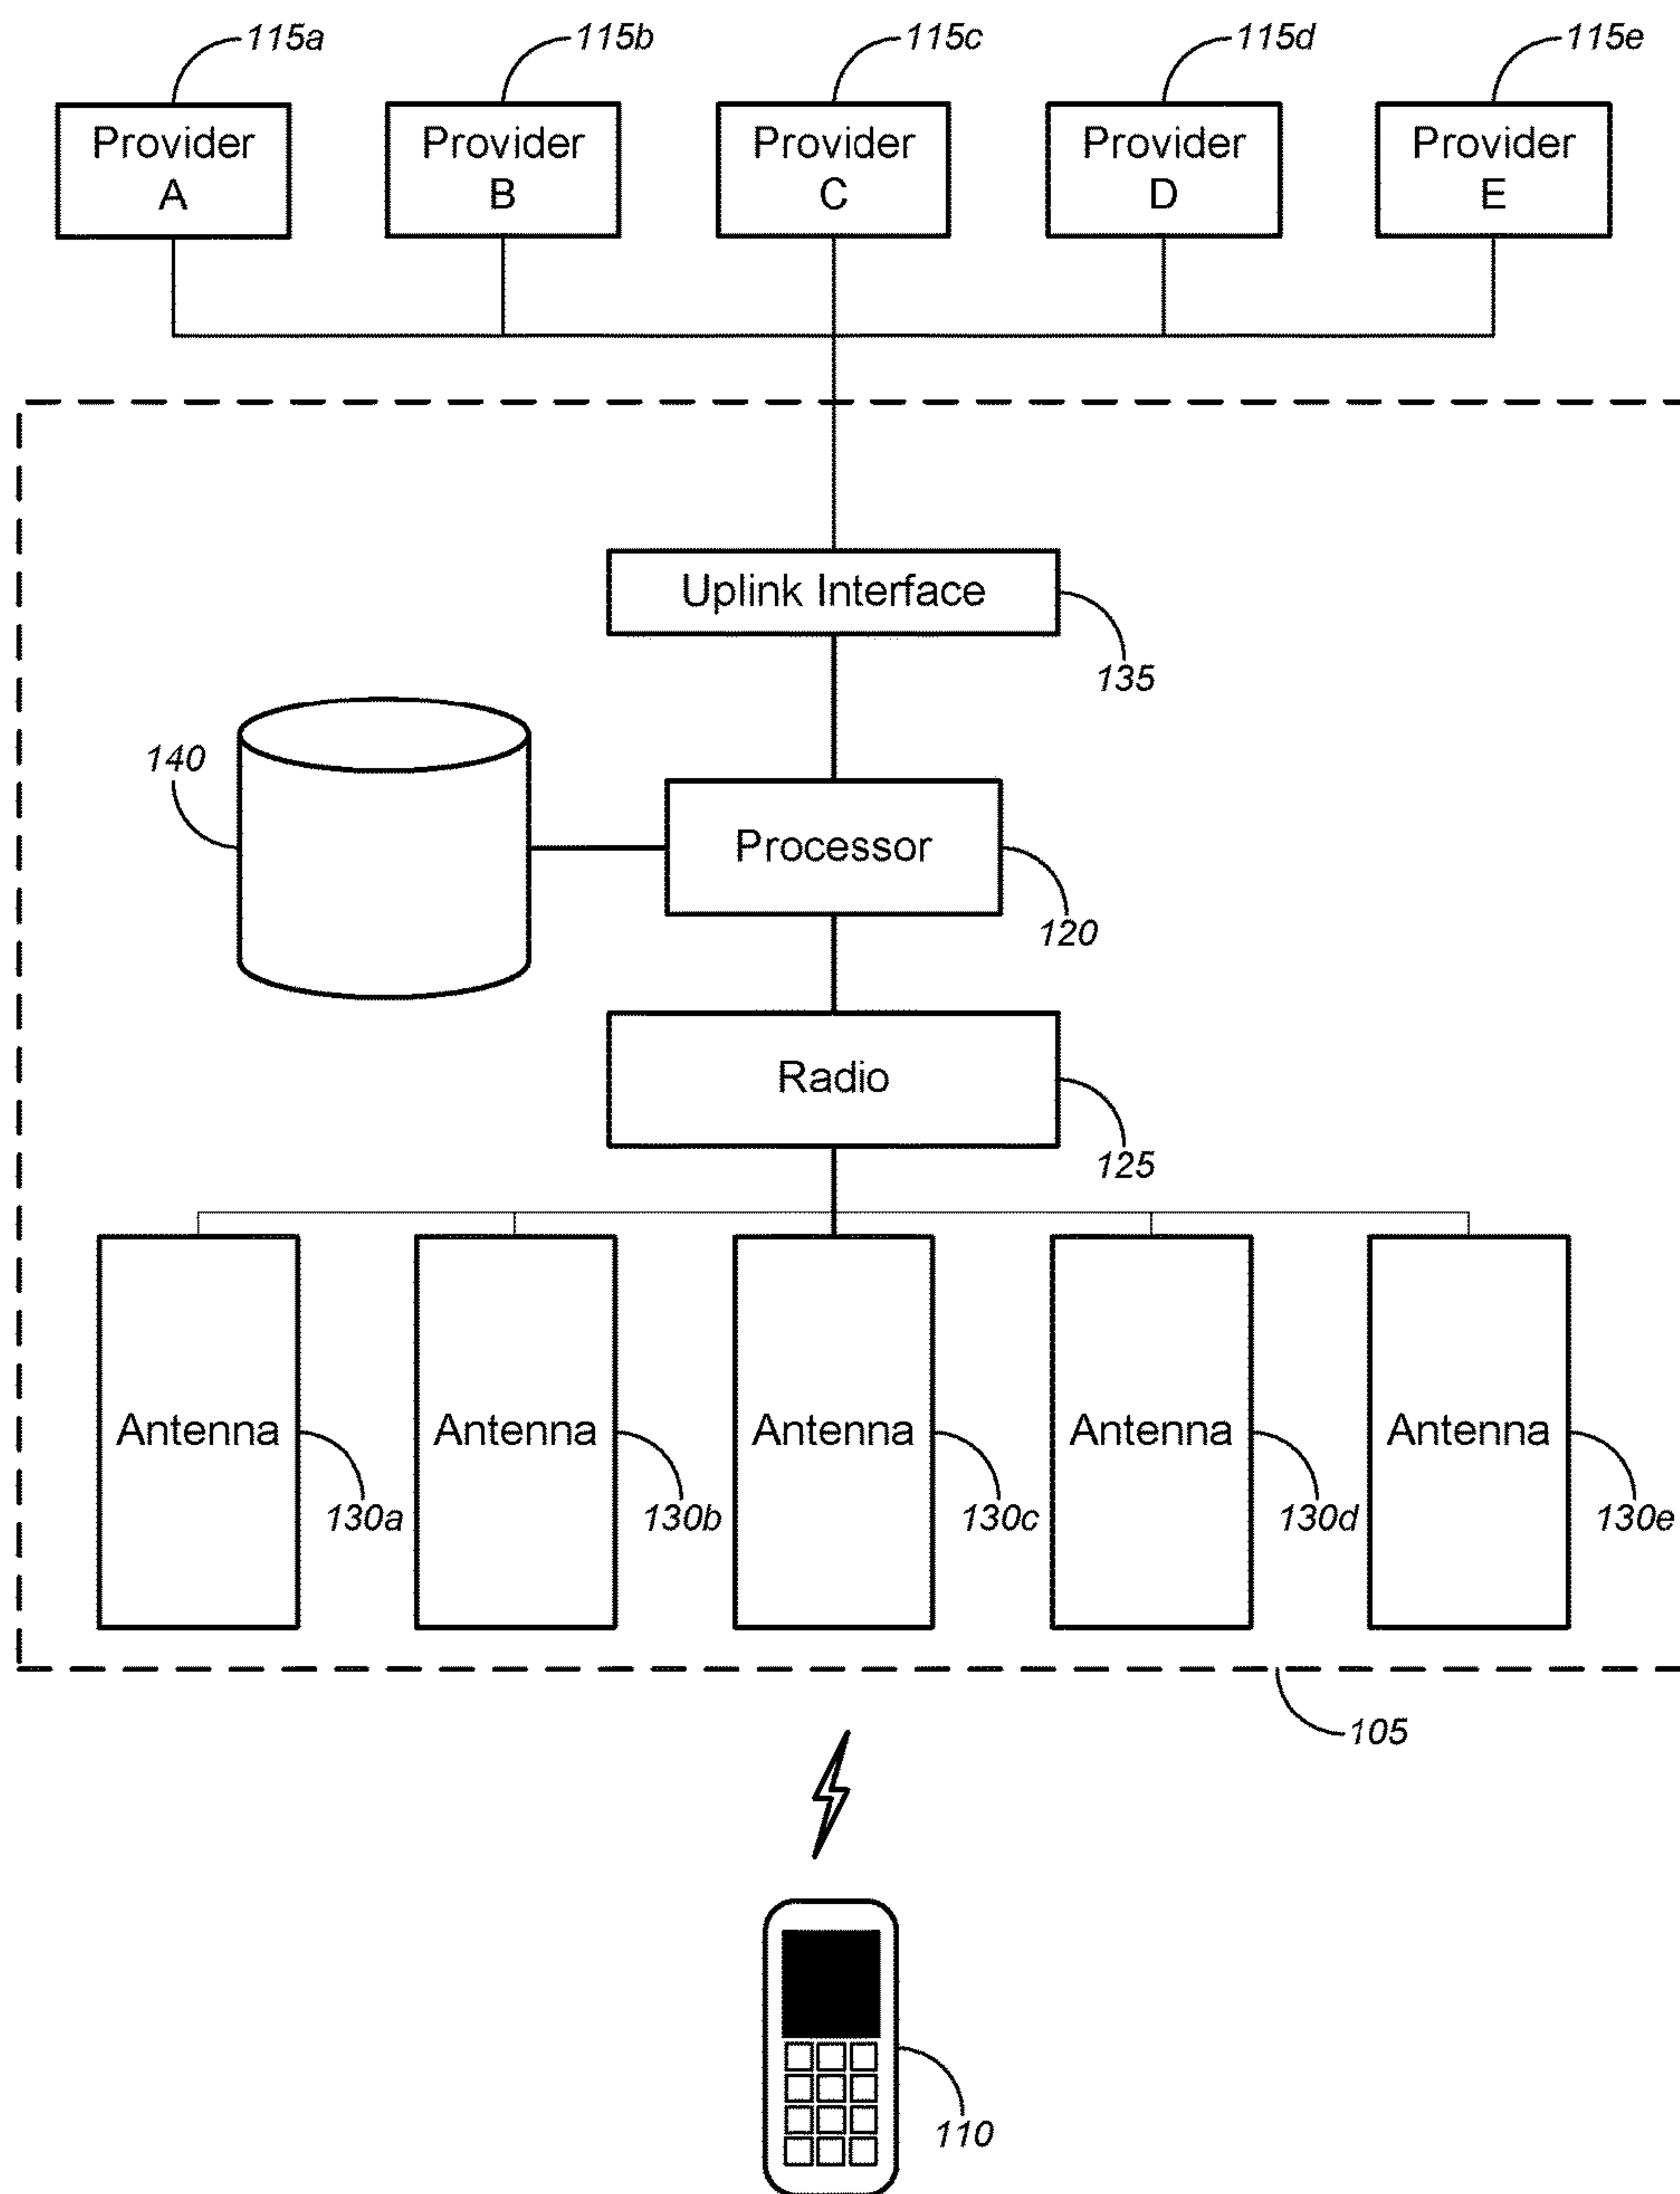 115a
115b
115c
115d
115e
Provider
A
Provider
B
Provider
C
Provider
D
Provider
E
Uplink Interface
135
140
Processor
120
Radio
125
Antenna
Antenna
Antenna
Antenna
Antenna
130a
130b
130c
130d
130e
105
110